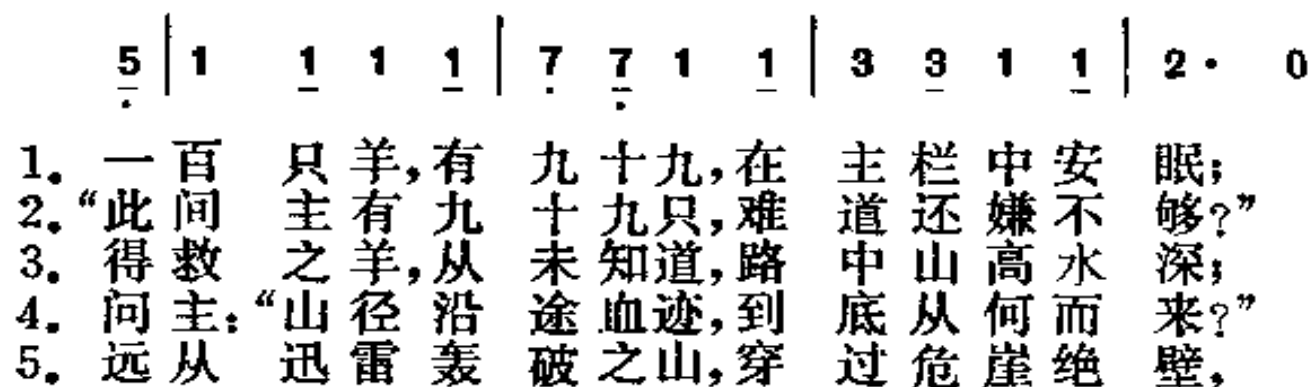 5 | 1 1 1 1 | 7 7 1 1 | 3 3 1 1 | 2· 0
1. 一百 只羊,有 九十九,在 主栏中安 眠;
2. “此间 主有九 十九只,难 道还嫌不 够?”
3. 得救 之羊,从 未知道,路 中山高水 深;
4. 问主:“山径沿 途血迹,到 底从何而 来?”
5. 远从 迅雷轰 破之山,穿 过危崖绝 壁,